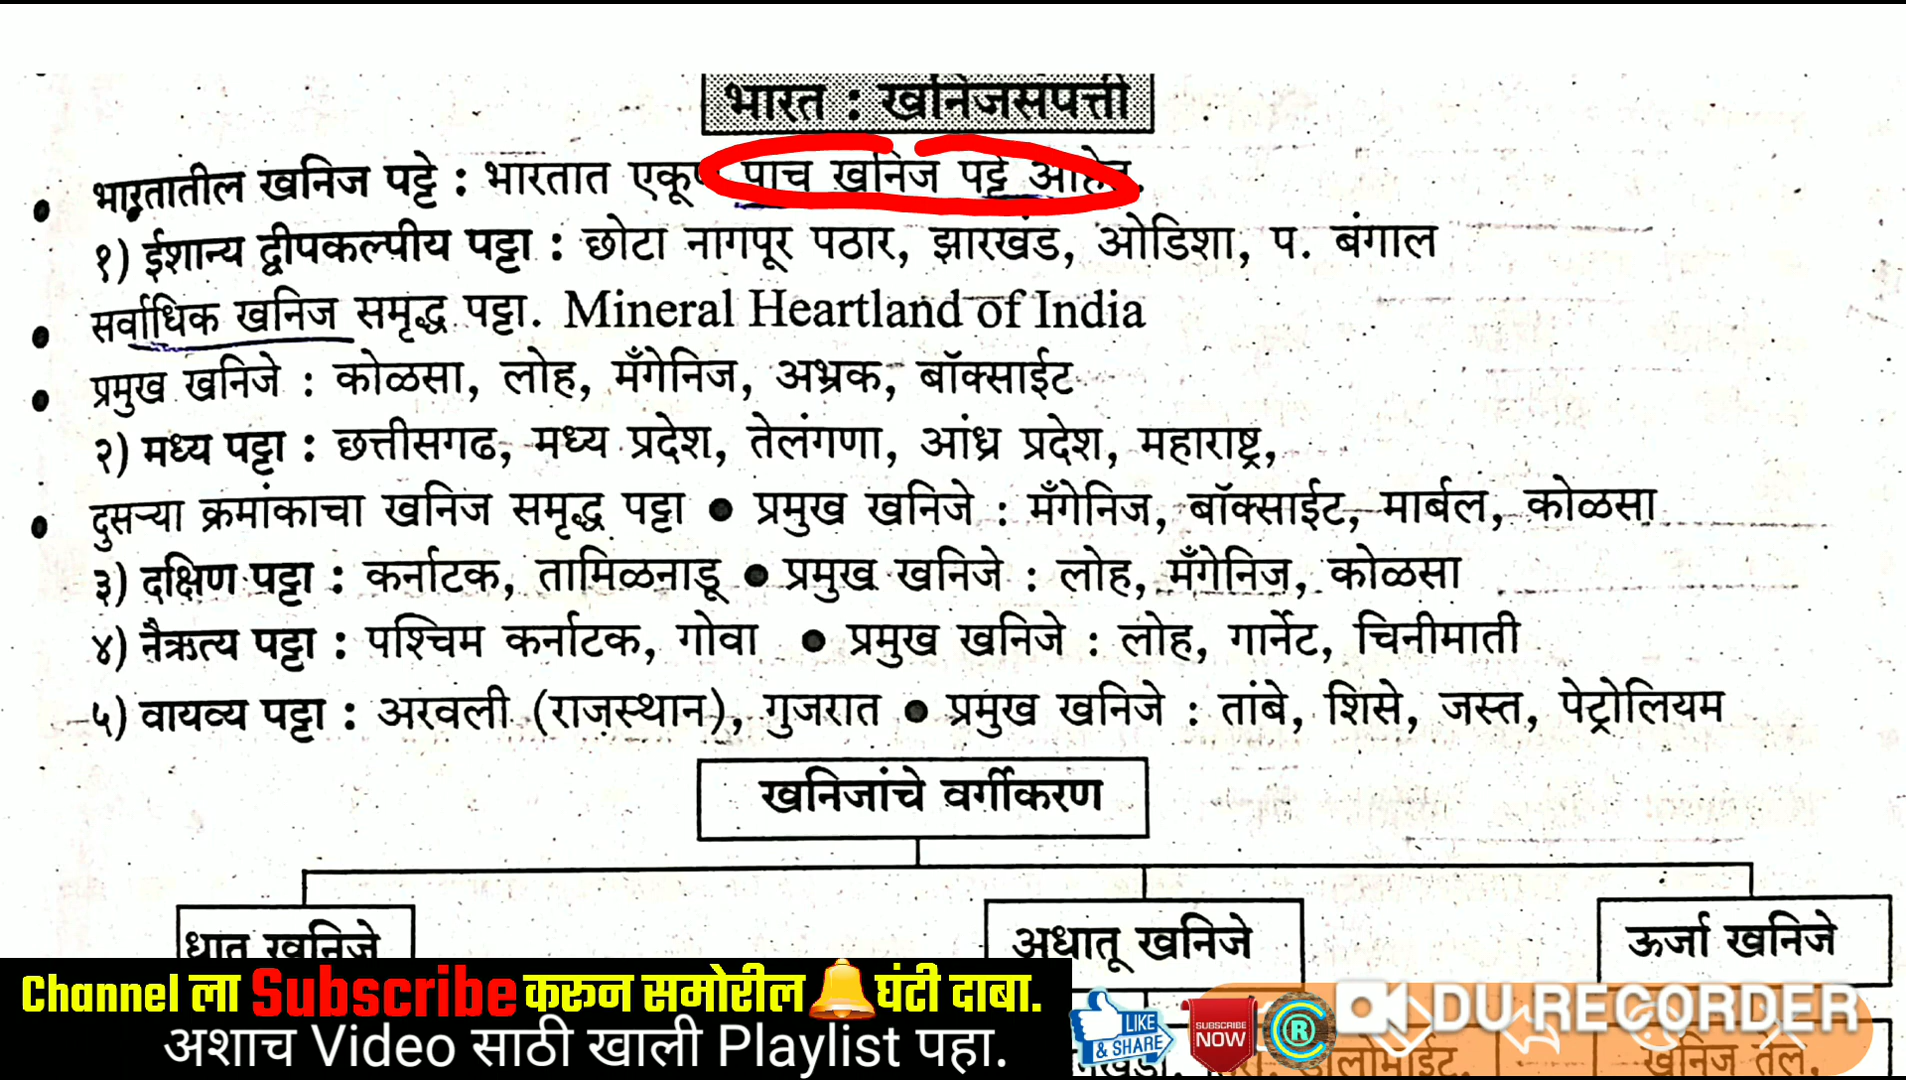 भारत : खनिजसंपत्ती
भारतातील खनिज पट्टे : भारतात एकूण पाच खनिज पट्टे आहेत.
१) ईशान्य द्वीपकल्पीय पट्टा : छोटा नागपूर पठार, झारखंड, ओडिशा, प. बंगाल
सर्वाधिक खनिज समृद्ध पट्टा. Mineral Heartland of India
प्रमुख खनिजे : कोळसा, लोह, मँगेनिज, अभ्रक, बॉक्साईट
२) मध्य पट्टा : छत्तीसगढ, मध्य प्रदेश, तेलंगणा, आंध्र प्रदेश, महाराष्ट्र,
दुसऱ्या क्रमांकाचा खनिज समृद्ध पट्टा ● प्रमुख खनिजे : मँगेनिज, बॉक्साईट, मार्बल, कोळसा
३) दक्षिण पट्टा : कर्नाटक, तामिळनाडू ● प्रमुख खनिजे : लोह, मँगेनिज, कोळसा
४) नैऋत्य पट्टा : पश्चिम कर्नाटक, गोवा ● प्रमुख खनिजे : लोह, गार्नेट, चिनीमाती
५) वायव्य पट्टा : अरवली (राजस्थान), गुजरात ● प्रमुख खनिजे : तांबे, शिसे, जस्त, पेट्रोलियम
खनिजांचे वर्गीकरण
धातू खनिजे अधातू खनिजे ऊर्जा खनिजे
Channel ला Subscribe करून समोरील घंटी दाबा.
अशाच Video साठी खाली Playlist पहा.
LIKE & SHARE
SUBSCRIBE NOW
R
DU RECORDER
खनिज तेल,